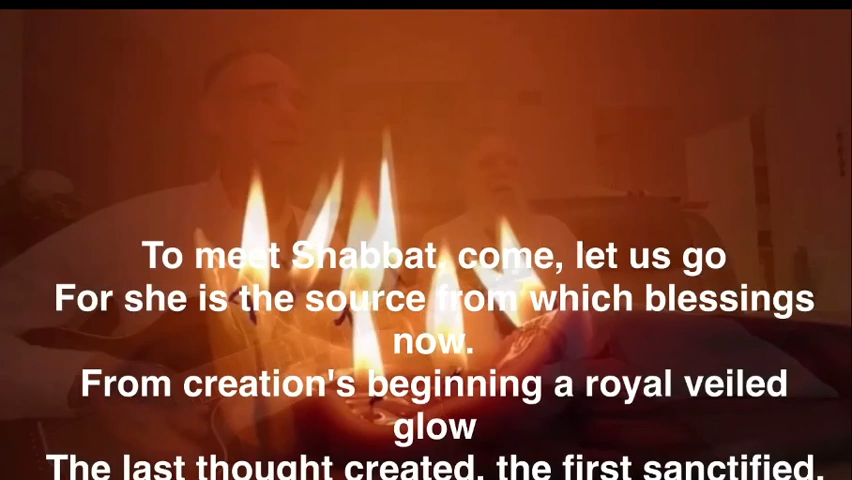 To meet Shabbat, come, let us go
For she is the source from which blessings
now.
From creation's beginning a royal veiled
glow
The last thought created, the first sanctified.